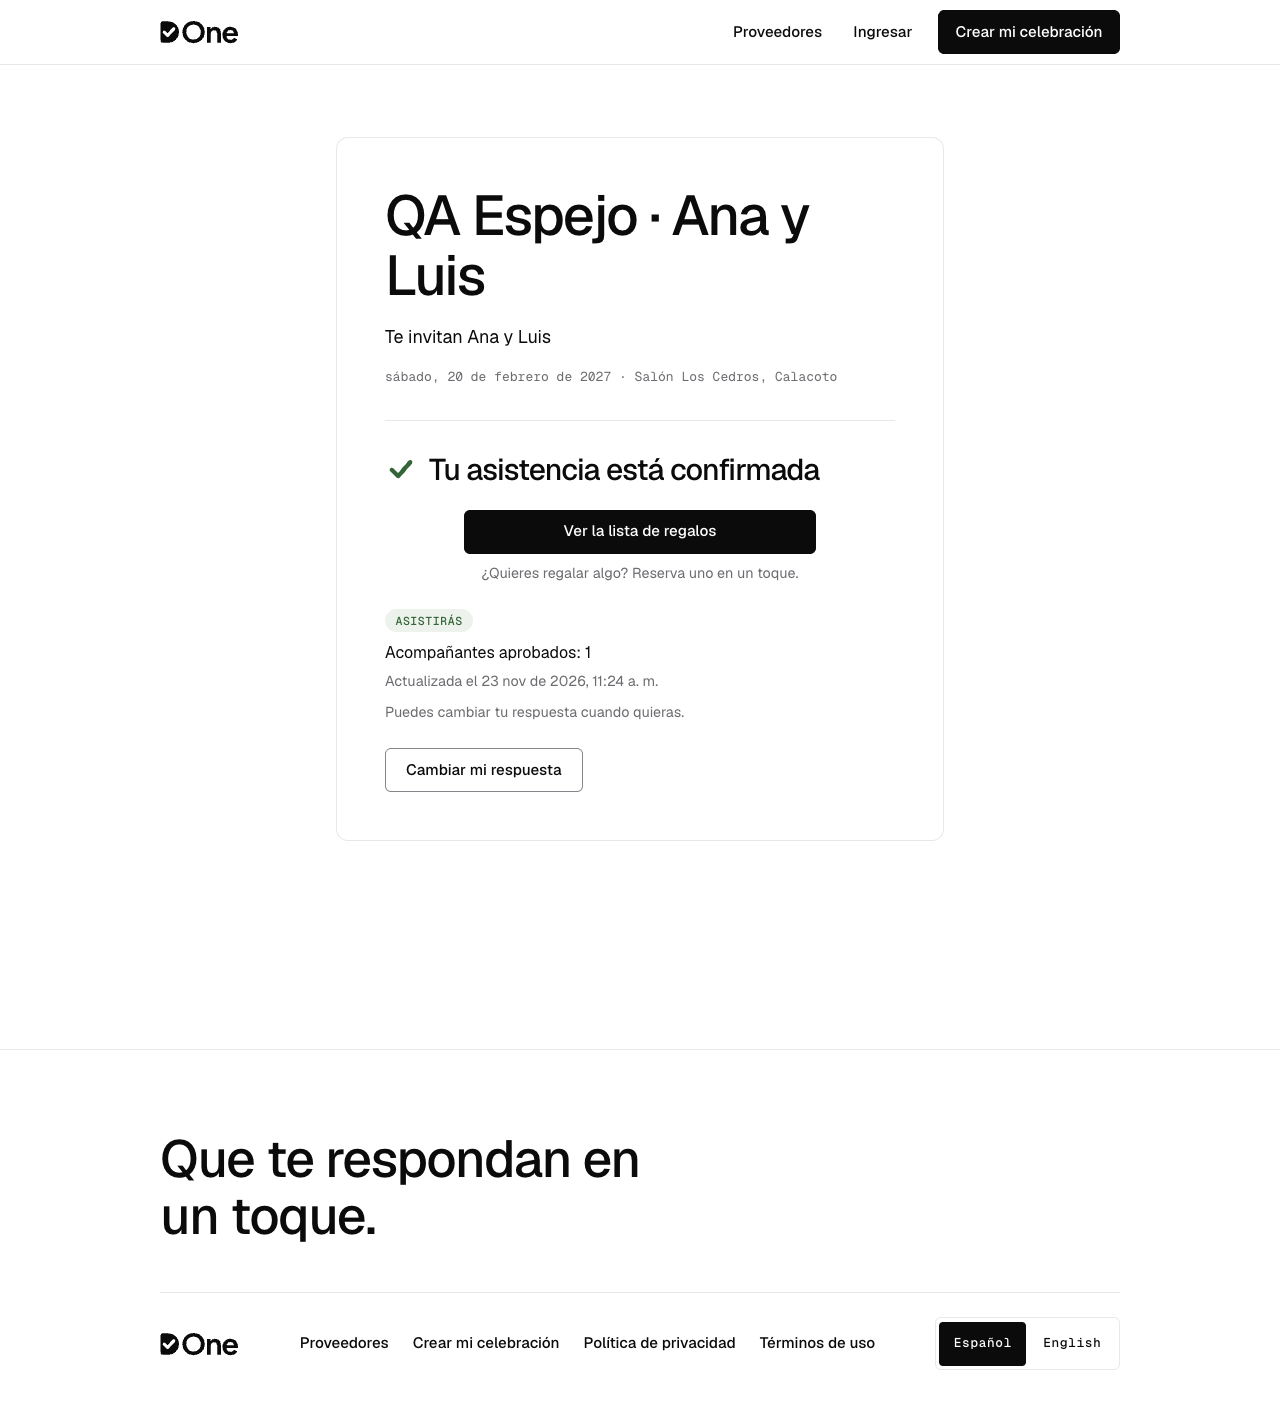 DOne
Proveedores
Ingresar
Crear mi celebración
QA Espejo · Ana y
Luis
Te invitan Ana y Luis
sábado, 20 de febrero de 2027 · Salón Los Cedros, Calacoto
Tu asistencia está confirmada
Ver la lista de regalos
¿Quieres regalar algo? Reserva uno en un toque.
ASISTIRÁS
Acompañantes aprobados: 1
Actualizada el 23 nov de 2026, 11:24 a. m.
Puedes cambiar tu respuesta cuando quieras.
Cambiar mi respuesta
Que te respondan en
un toque.
DOne
Proveedores
Crear mi celebración
Política de privacidad
Términos de uso
Español
English